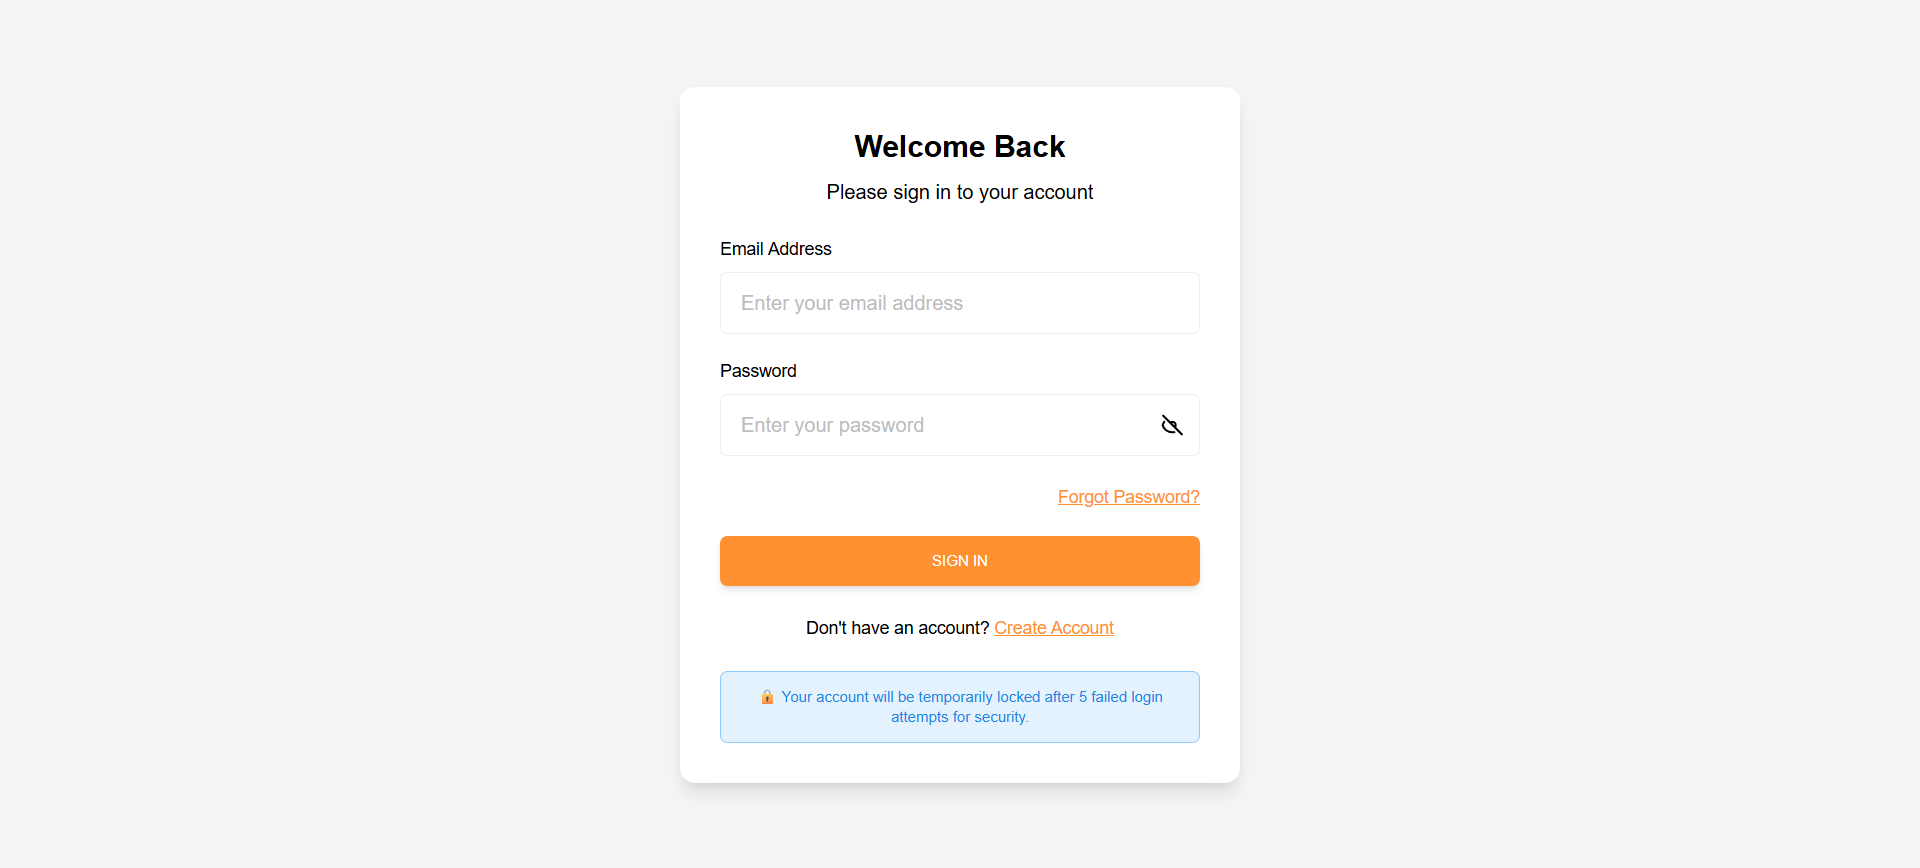 Welcome Back
Please sign in to your account
Email Address
Enter your email address
Password
Enter your password
Forgot Password?
SIGN IN
Don't have an account? Create Account
🔒 Your account will be temporarily locked after 5 failed login
attempts for security.